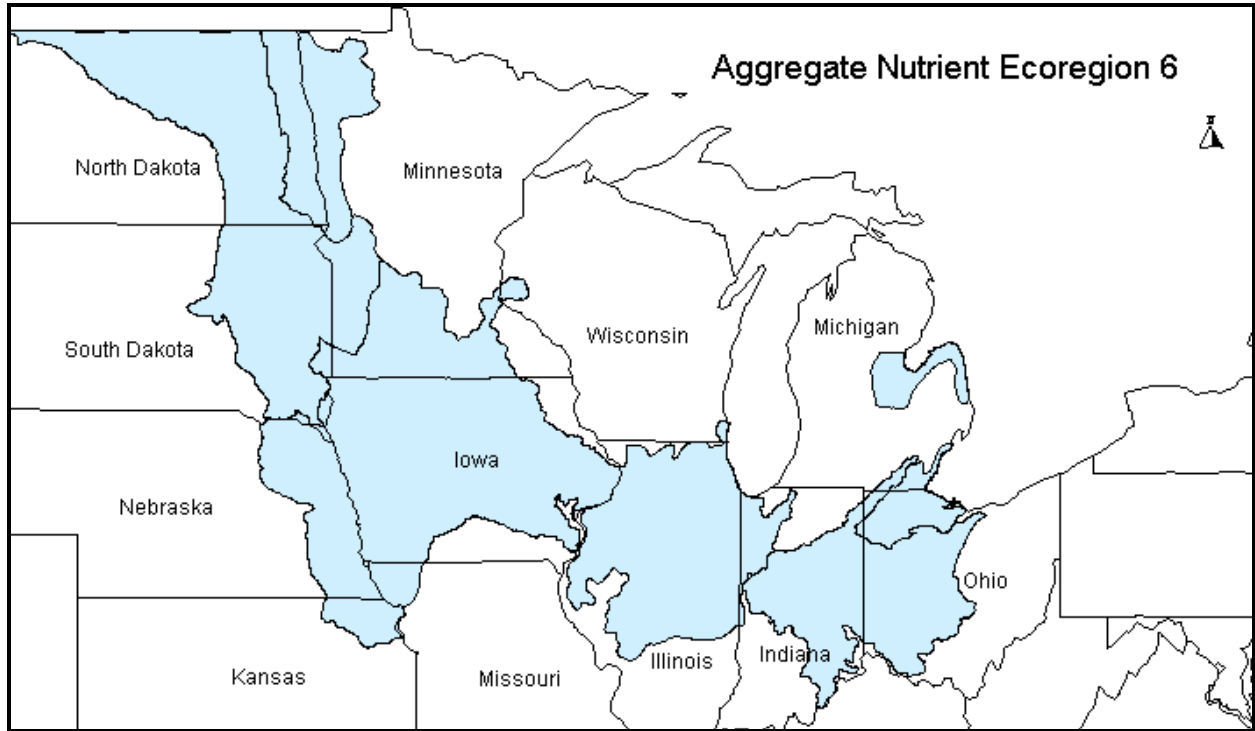 Aggregate Nutrient Ecoregion 6
North Dakota
Minnesota
South Dakota
Wisconsin
Michigan
Iowa
Nebraska
Ohio
Illinois
Indiana
Kansas
Missouri